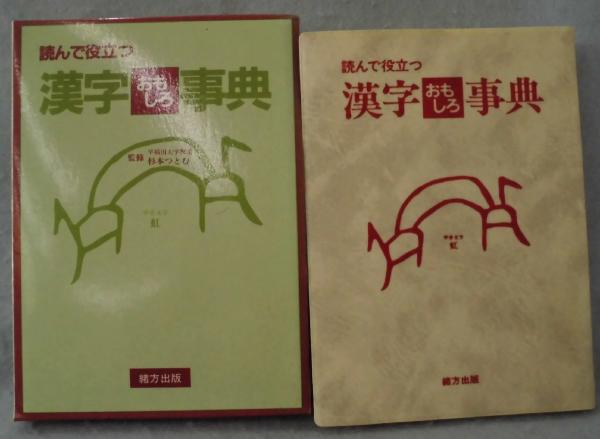 読んで役立つ
漢字おもしろ事典
監修 早稲田大学教授
杉本つとむ
甲骨文字
虹
緒方出版
読んで役立つ
漢字おもしろ事典
甲骨文字
虹
緒方出版